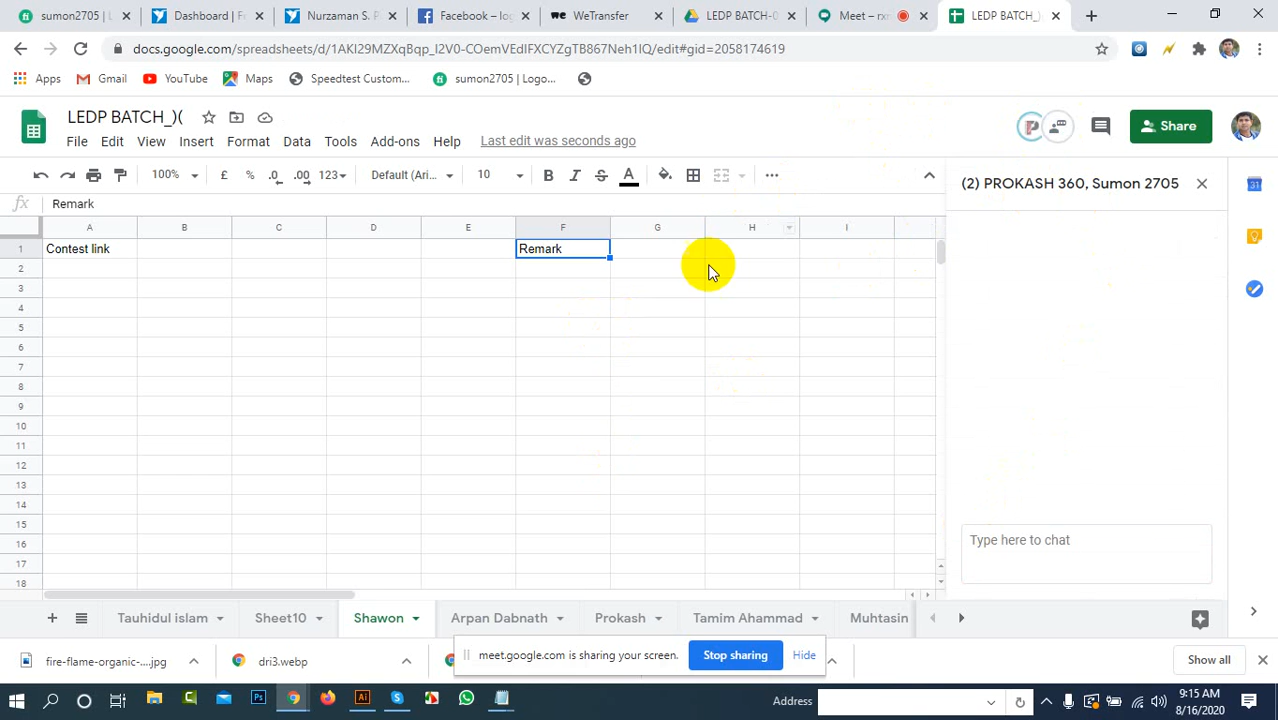 sumon2705 | Logo...
Dashboard | Fr
Nurzaman S. P.
Facebook – log
WeTransfer
LEDP BATCH-0
Meet – rxn
LEDP BATCH_)(
docs.google.com/spreadsheets/d/1AKI29MZXqBqp_I2V0-COemVEdIFXCYZgTB867Neh1IQ/edit#gid=2058174619
Apps
Gmail
YouTube
Maps
Speedtest Custom...
sumon2705 | Logo...
LEDP BATCH_)(
File Edit View Insert Format Data Tools Add-ons Help Last edit was seconds ago
Share
100% £ % .0 .00 123 Default (Ari... 10 B I S A
(2) PROKASH 360, Sumon 2705
fx Remark
A B C D E F G H I
1 Contest link Remark
2
3
4
5
6
7
8
9
10
11
12
13
14
15
16
17
18
Type here to chat
Tauhidul islam Sheet10 Shawon Arpan Dabnath Prokash Tamim Ahammad Muhtasin
fire-flame-organic-....jpg
dri3.webp
meet.google.com is sharing your screen. Stop sharing Hide
Show all
Address
9:15 AM
8/16/2020